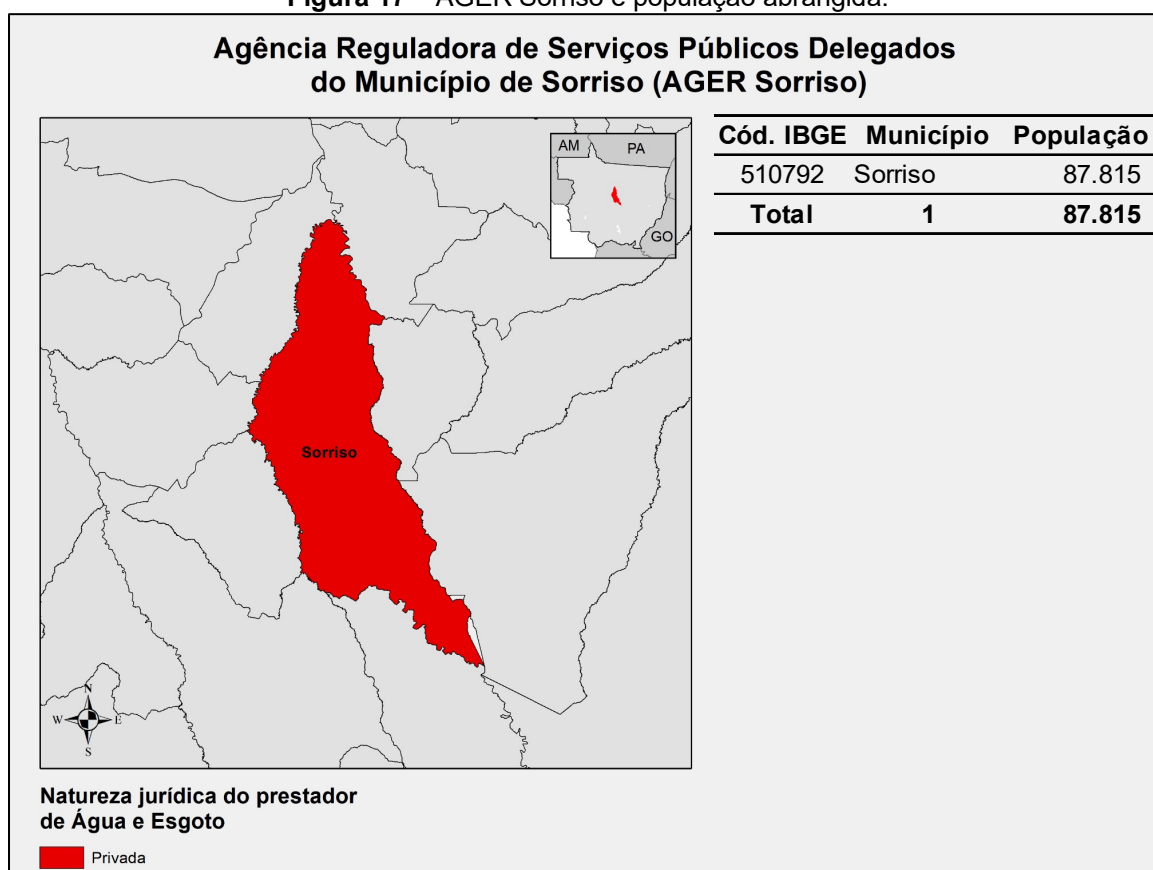 Figura 17 – AGER Sorriso e população abrangida.
Agência Reguladora de Serviços Públicos Delegados
do Município de Sorriso (AGER Sorriso)
AM
PA
GO
Cód. IBGE Município População
510792 Sorriso 87.815
Total 1 87.815
Sorriso
N
W E
S
Natureza jurídica do prestador
de Água e Esgoto
Privada